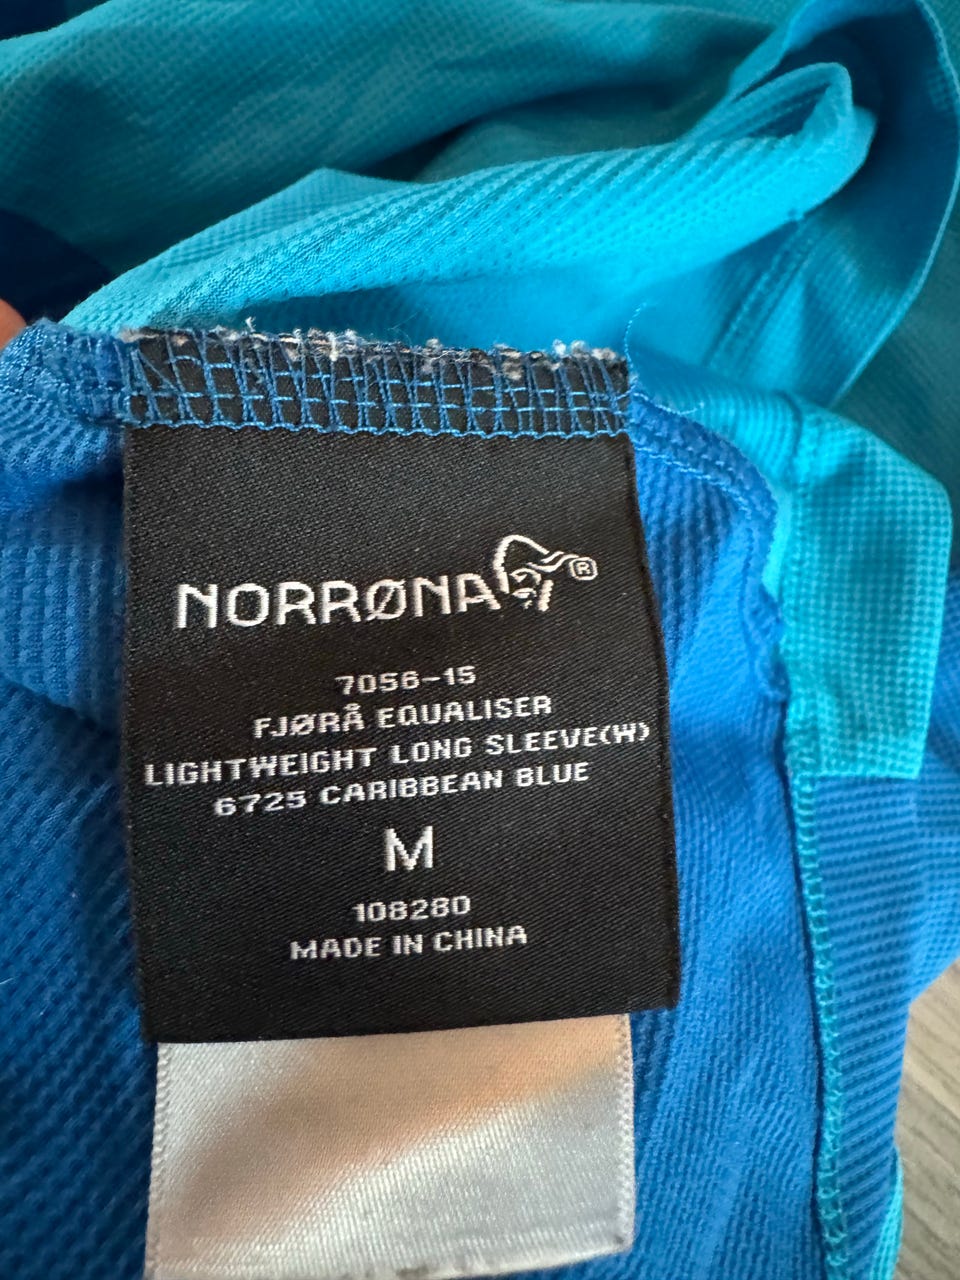 NORRØNA ®
7056-15
FJØRÅ EQUALISER
LIGHTWEIGHT LONG SLEEVE(W)
6725 CARIBBEAN BLUE
M
108280
MADE IN CHINA